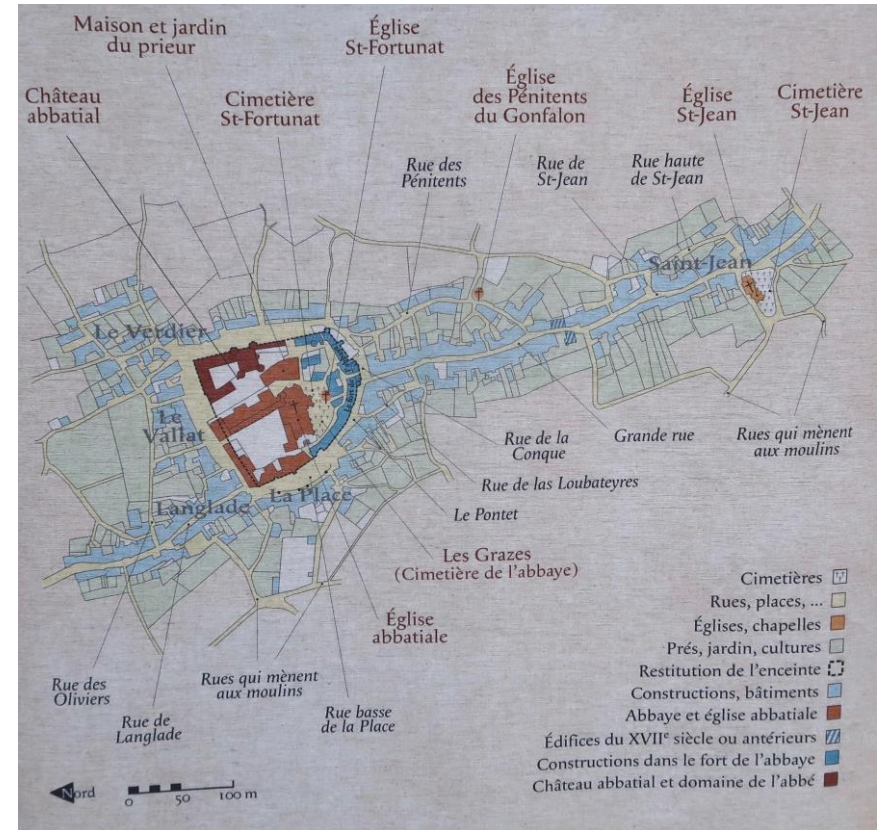 Maison et jardin
du prieur
Église
St-Fortunat
Château
abbatial
Cimetière
St-Fortunat
Église
des Pénitents
du Gonfalon
Église
St-Jean
Cimetière
St-Jean
Rue des
Pénitents
Rue de
St-Jean
Rue haute
de St-Jean
Saint-Jean
Le Verdier
Le
Vallat
La Place
Langlade
Rue de la
Conque
Grande rue
Rues qui mènent
aux moulins
Rue de las Loubateyres
Le Pontet
Les Grazes
(Cimetière de l'abbaye)
Église
abbatiale
Rue des
Oliviers
Rue de
Langlade
Rues qui mènent
aux moulins
Rue basse
de la Place
Cimetières
Rues, places, ...
Églises, chapelles
Prés, jardin, cultures
Restitution de l'enceinte
Constructions, bâtiments
Abbaye et église abbatiale
Édifices du XVIIe siècle ou antérieurs
Constructions dans le fort de l'abbaye
Château abbatial et domaine de l'abbé
Nord
0 50 100 m